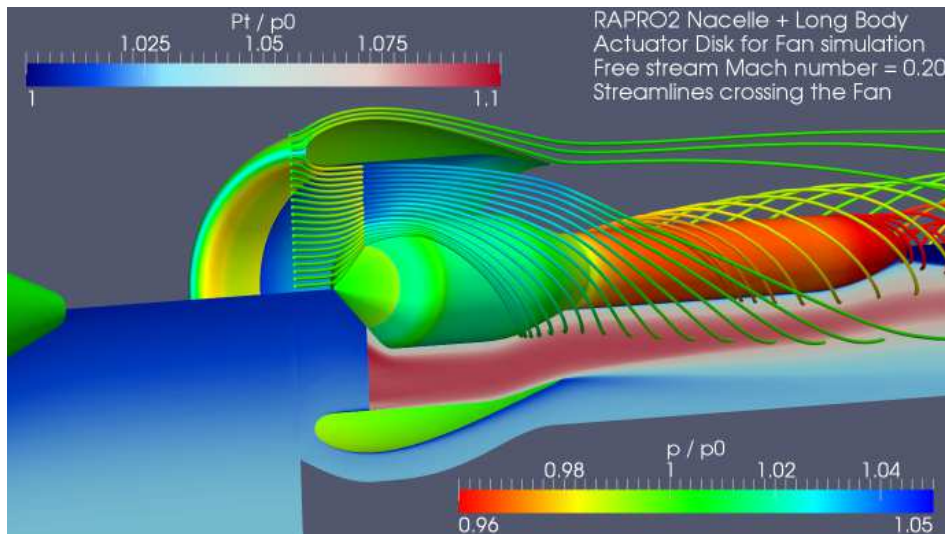 Pt / p0
1.025 1.05 1.075
1 1.1
RAPRO2 Nacelle + Long Body
Actuator Disk for Fan simulation
Free stream Mach number = 0.20
Streamlines crossing the Fan
p / p0
0.98 1 1.02 1.04
0.96 1.05